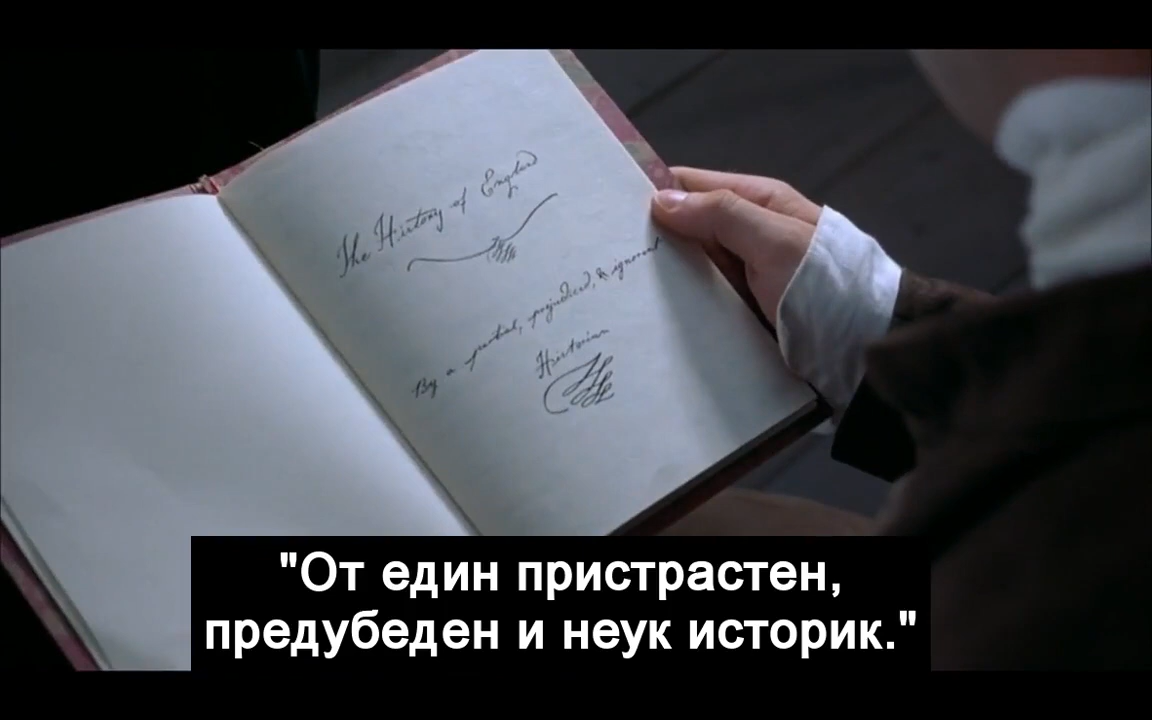 The History of England
By a partial, prejudiced, & ignorant
Historian
"От един пристрастен,
предубеден и неук историк."